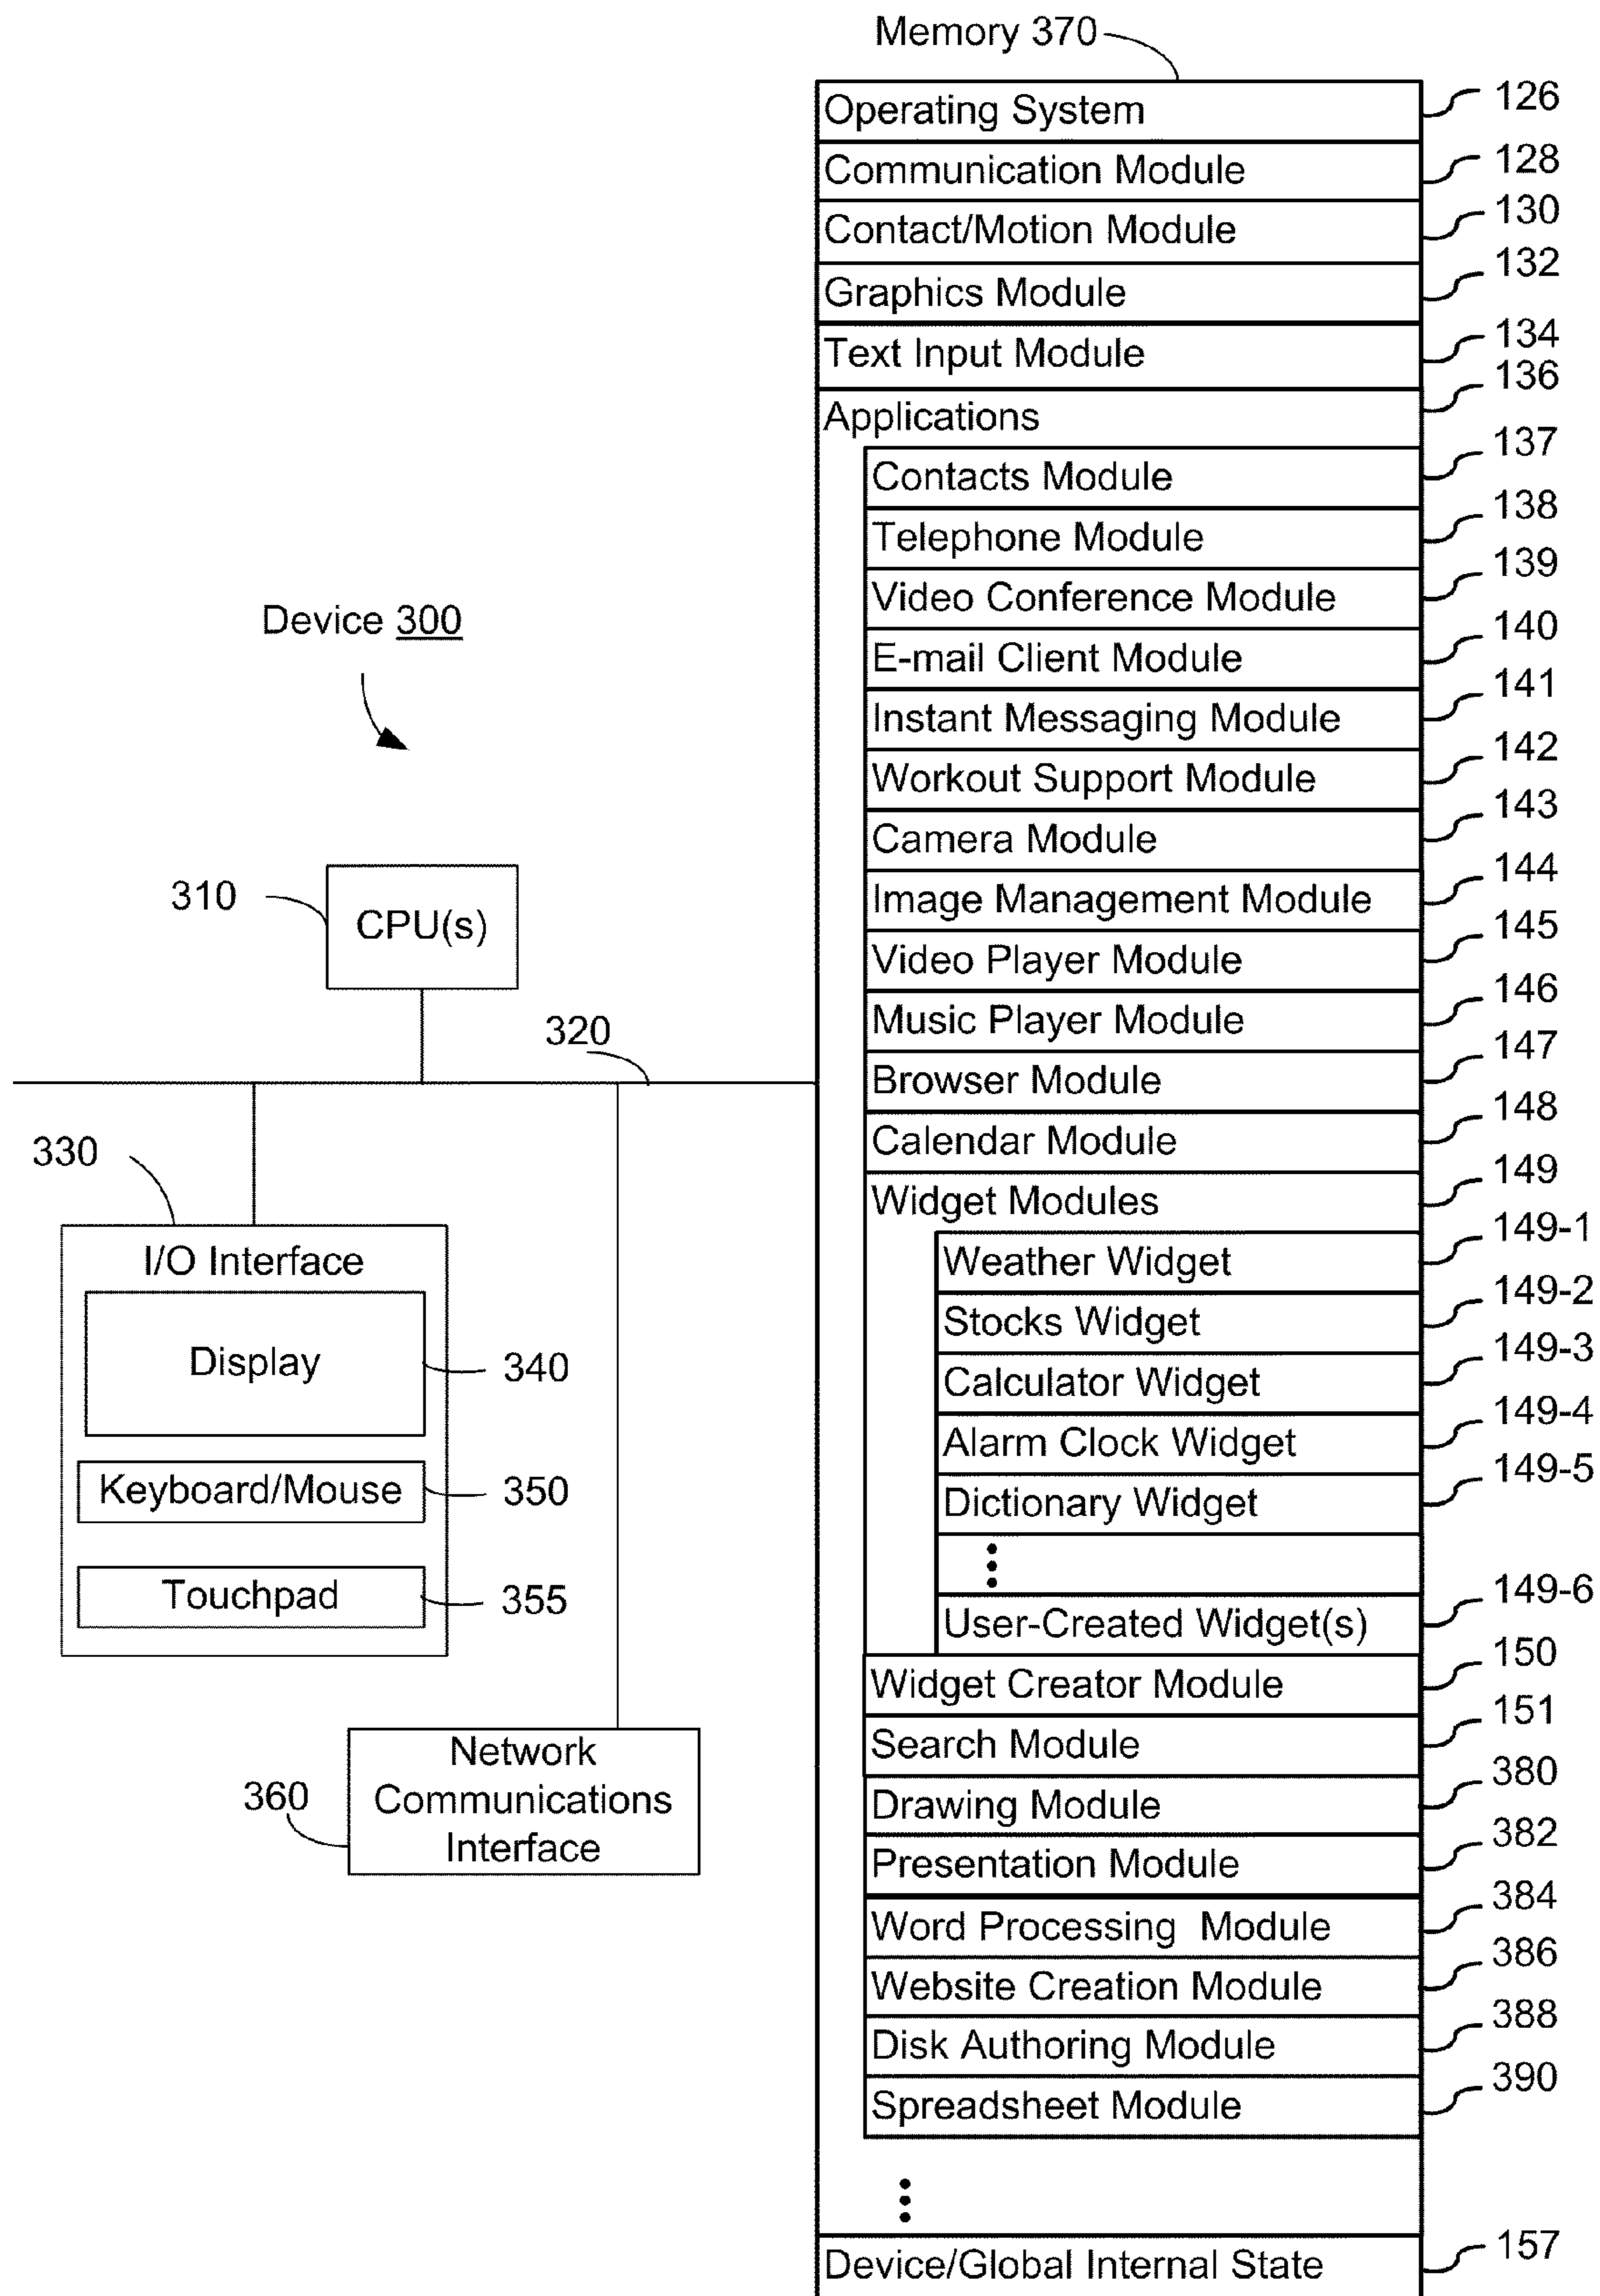 Memory 370
Operating System 126
Communication Module 128
Contact/Motion Module 130
Graphics Module 132
Text Input Module 134
Applications 136
Contacts Module 137
Telephone Module 138
Video Conference Module 139
E-mail Client Module 140
Instant Messaging Module 141
Workout Support Module 142
Camera Module 143
Image Management Module 144
Video Player Module 145
Music Player Module 146
Browser Module 147
Calendar Module 148
Widget Modules 149
Weather Widget 149-1
Stocks Widget 149-2
Calculator Widget 149-3
Alarm Clock Widget 149-4
Dictionary Widget 149-5
User-Created Widget(s) 149-6
Widget Creator Module 150
Search Module 151
Drawing Module 380
Presentation Module 382
Word Processing Module 384
Website Creation Module 386
Disk Authoring Module 388
Spreadsheet Module 390
Device/Global Internal State 157
Device 300
310
CPU(s)
320
330
I/O Interface
Display 340
Keyboard/Mouse 350
Touchpad 355
360
Network
Communications
Interface